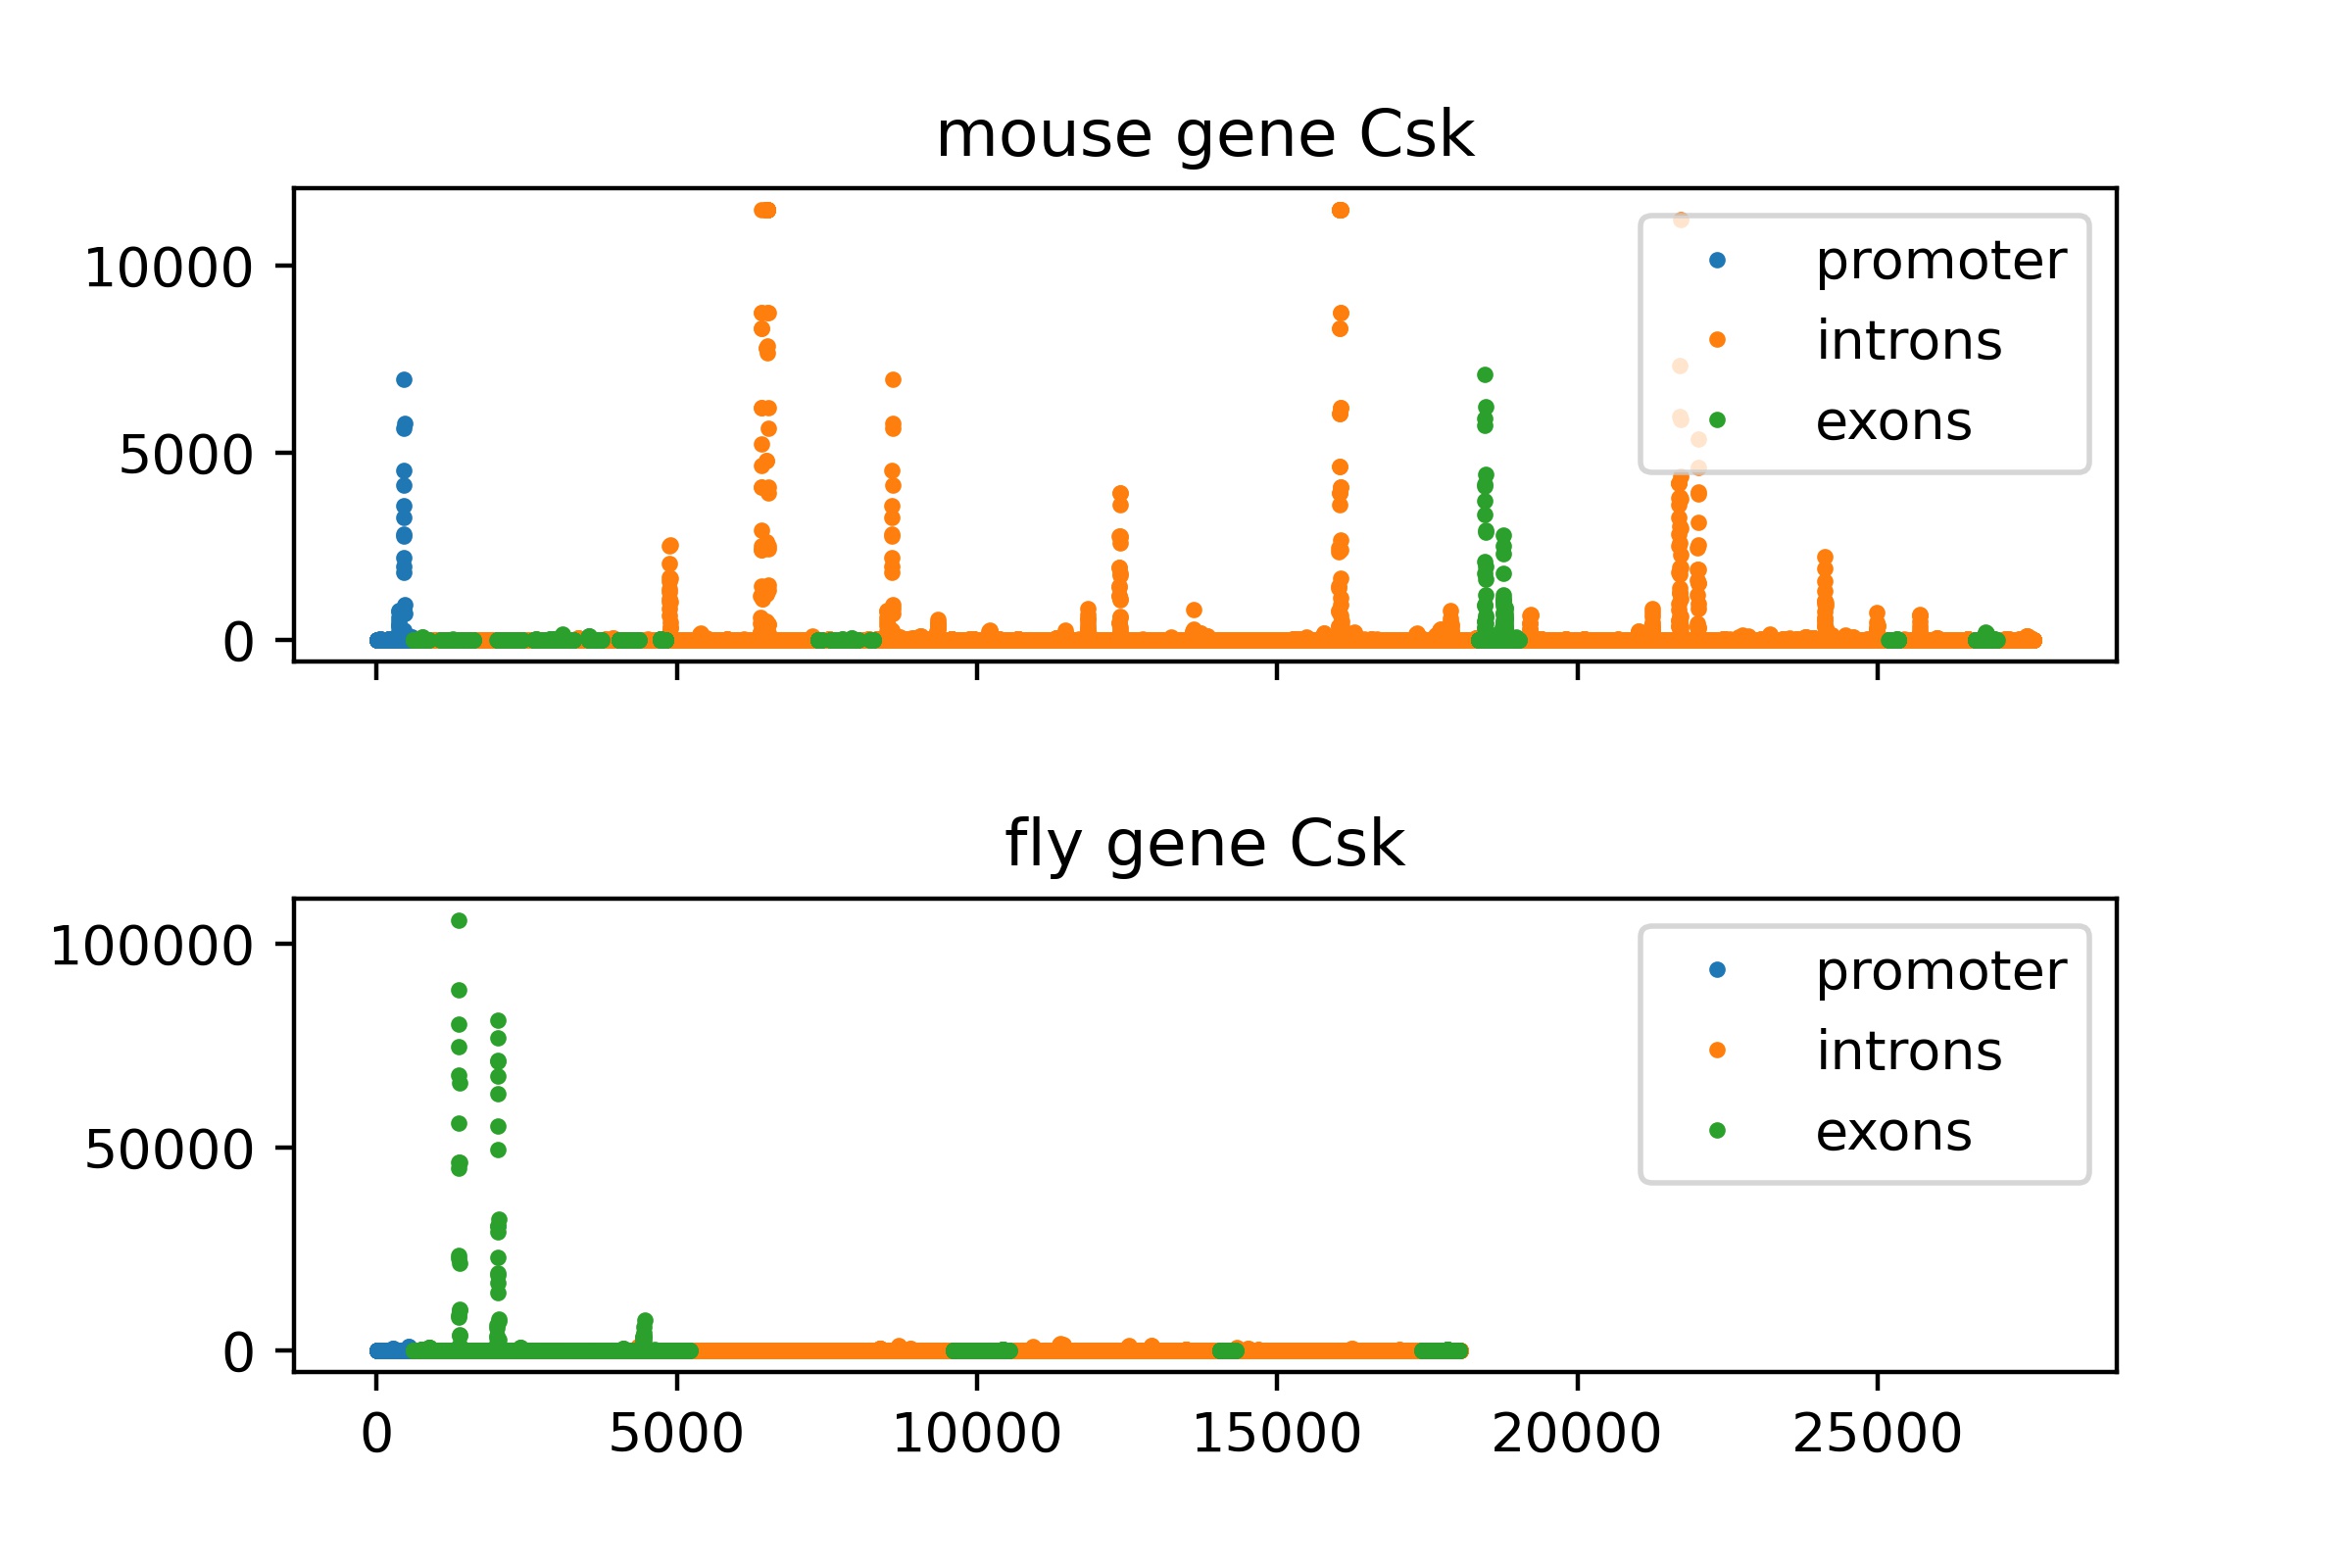 mouse gene Csk
10000
5000
0
promoter
introns
exons
fly gene Csk
100000
50000
0
promoter
introns
exons
0 5000 10000 15000 20000 25000